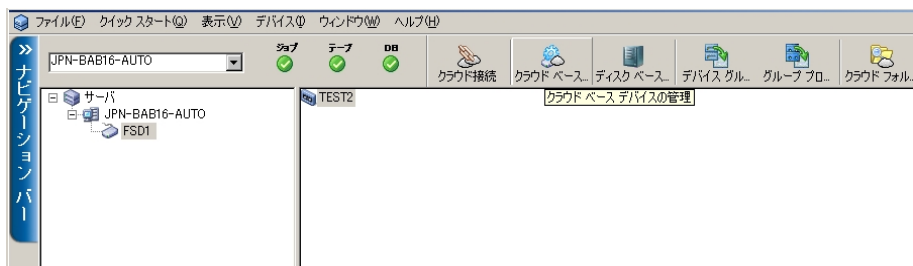 ファイル(F) クイック スタート(Q) 表示(V) デバイス(I) ウィンドウ(W) ヘルプ(H)
ナビゲーション バー
JPN-BAB16-AUTO
ジョブ テープ DB
クラウド接続 クラウド ベース... ディスク ベース... デバイス グル... グループ プロ... クラウド フォル...
クラウド ベース デバイスの管理
サーバ
JPN-BAB16-AUTO
FSD1
TEST2